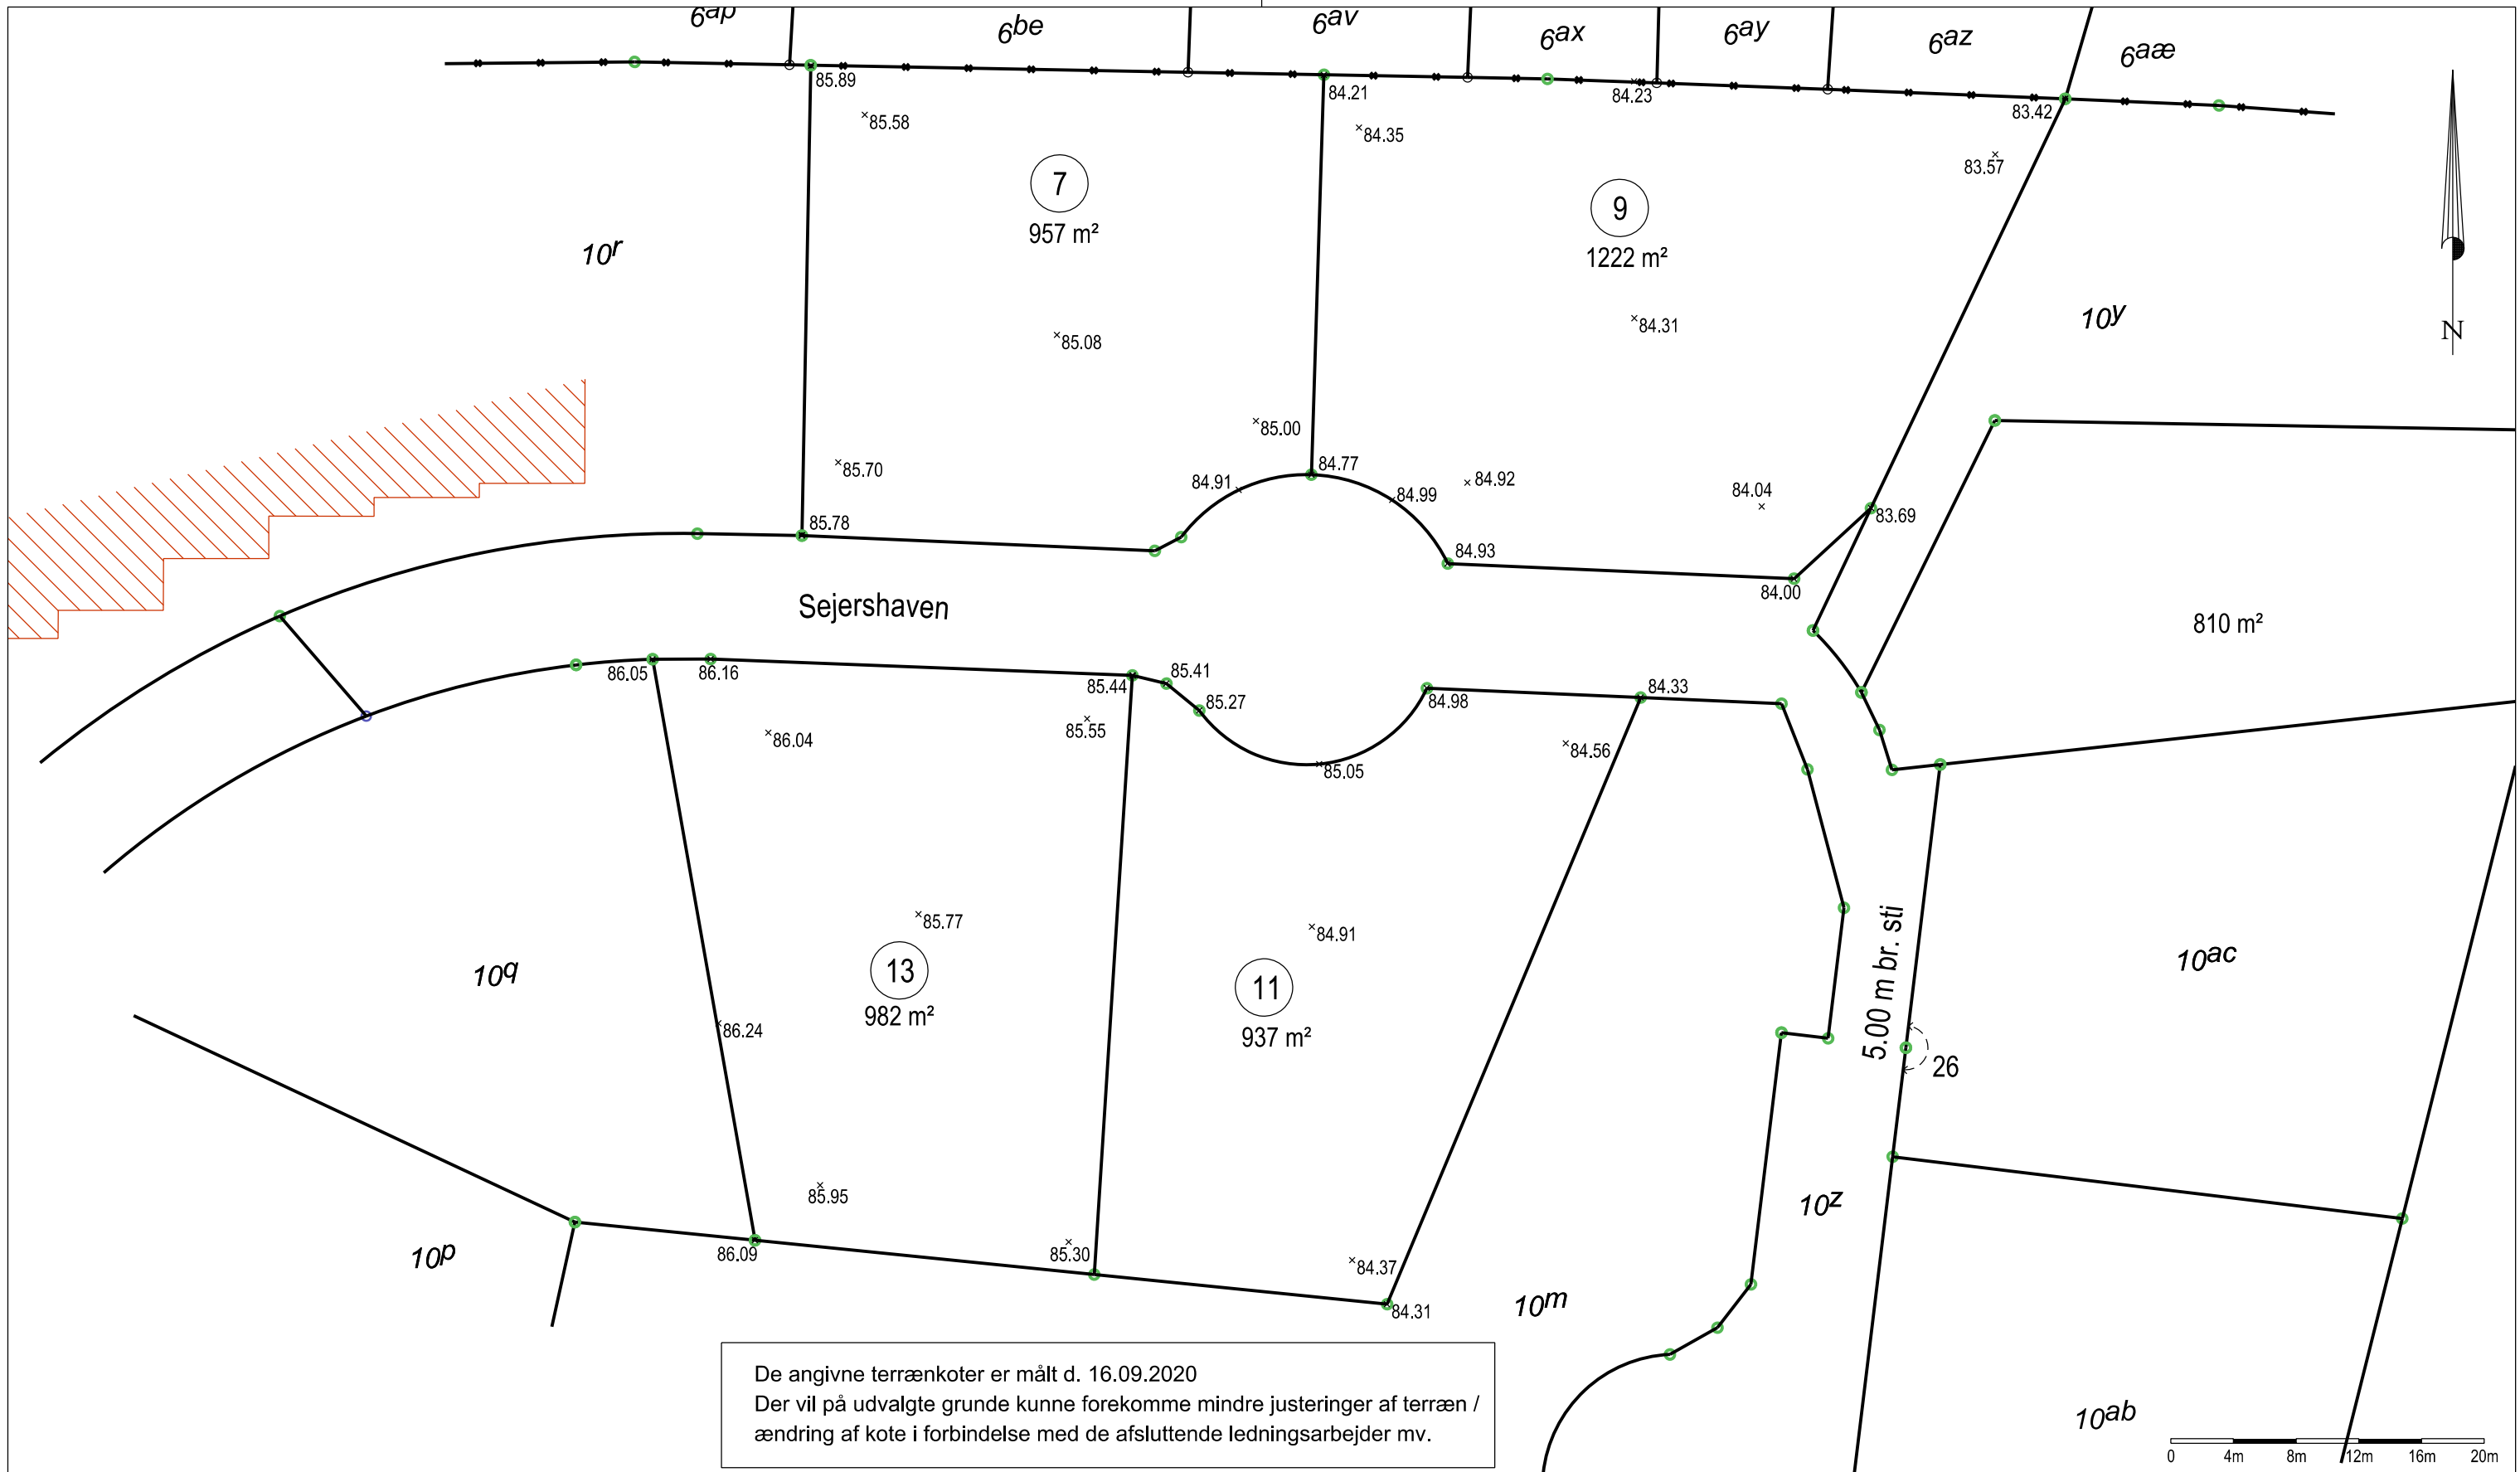 6ap
6be
6av
6ax
6ay
6az
6aæ
85.89
84.21
84.23
83.42
85.58
84.35
83.57
7
957 m²
9
1222 m²
10r
10y
N
85.08
84.31
85.00
85.70
84.77
84.91
84.99
84.92
84.04
85.78
84.93
83.69
84.00
Sejershaven
810 m²
86.05
86.16
85.44
85.41
85.27
84.98
84.33
86.04
85.55
85.05
84.56
85.77
84.91
5.00 m br. sti
10ac
10q
13
982 m²
11
937 m²
86.24
26
85.95
86.09
85.30
84.37
84.31
10z
10p
10m
De angivne terrænkoter er målt d. 16.09.2020
Der vil på udvalgte grunde kunne forekomme mindre justeringer af terræn /
ændring af kote i forbindelse med de afsluttende ledningsarbejder mv.
10ab
0 4m 8m 12m 16m 20m